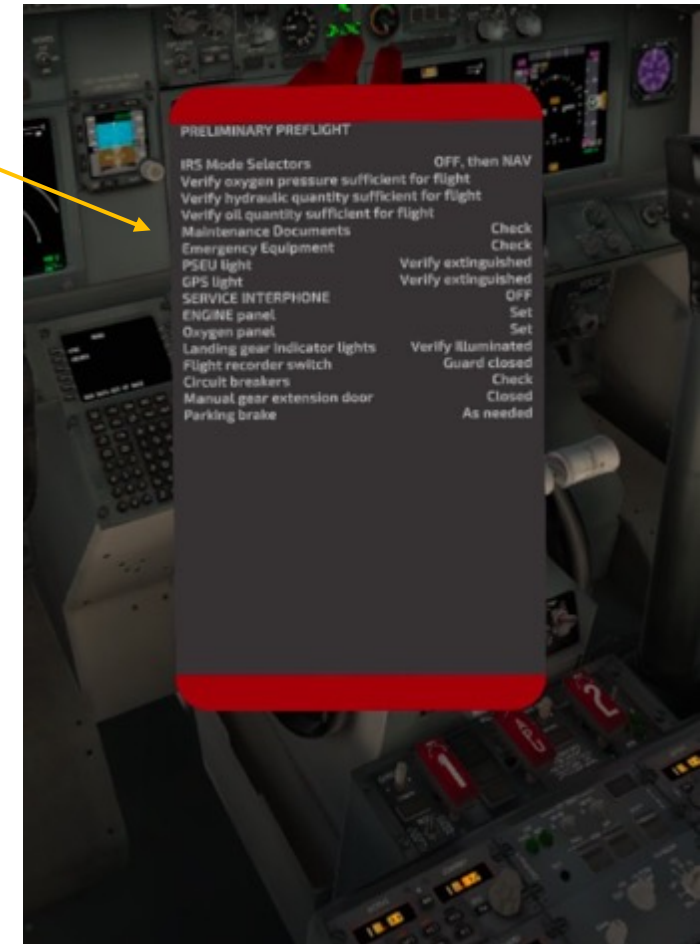 PRELIMINARY PREFLIGHT
IRS Mode Selectors OFF, then NAV
Verify oxygen pressure sufficient for flight
Verify hydraulic quantity sufficient for flight
Verify oil quantity sufficient for flight
Maintenance Documents Check
Emergency Equipment Check
PSEU light Verify extinguished
GPS light Verify extinguished
SERVICE INTERPHONE OFF
ENGINE panel Set
Oxygen panel Set
Landing gear indicator lights Verify illuminated
Flight recorder switch Guard closed
Circuit breakers Check
Manual gear extension door Closed
Parking brake As needed
APU
2